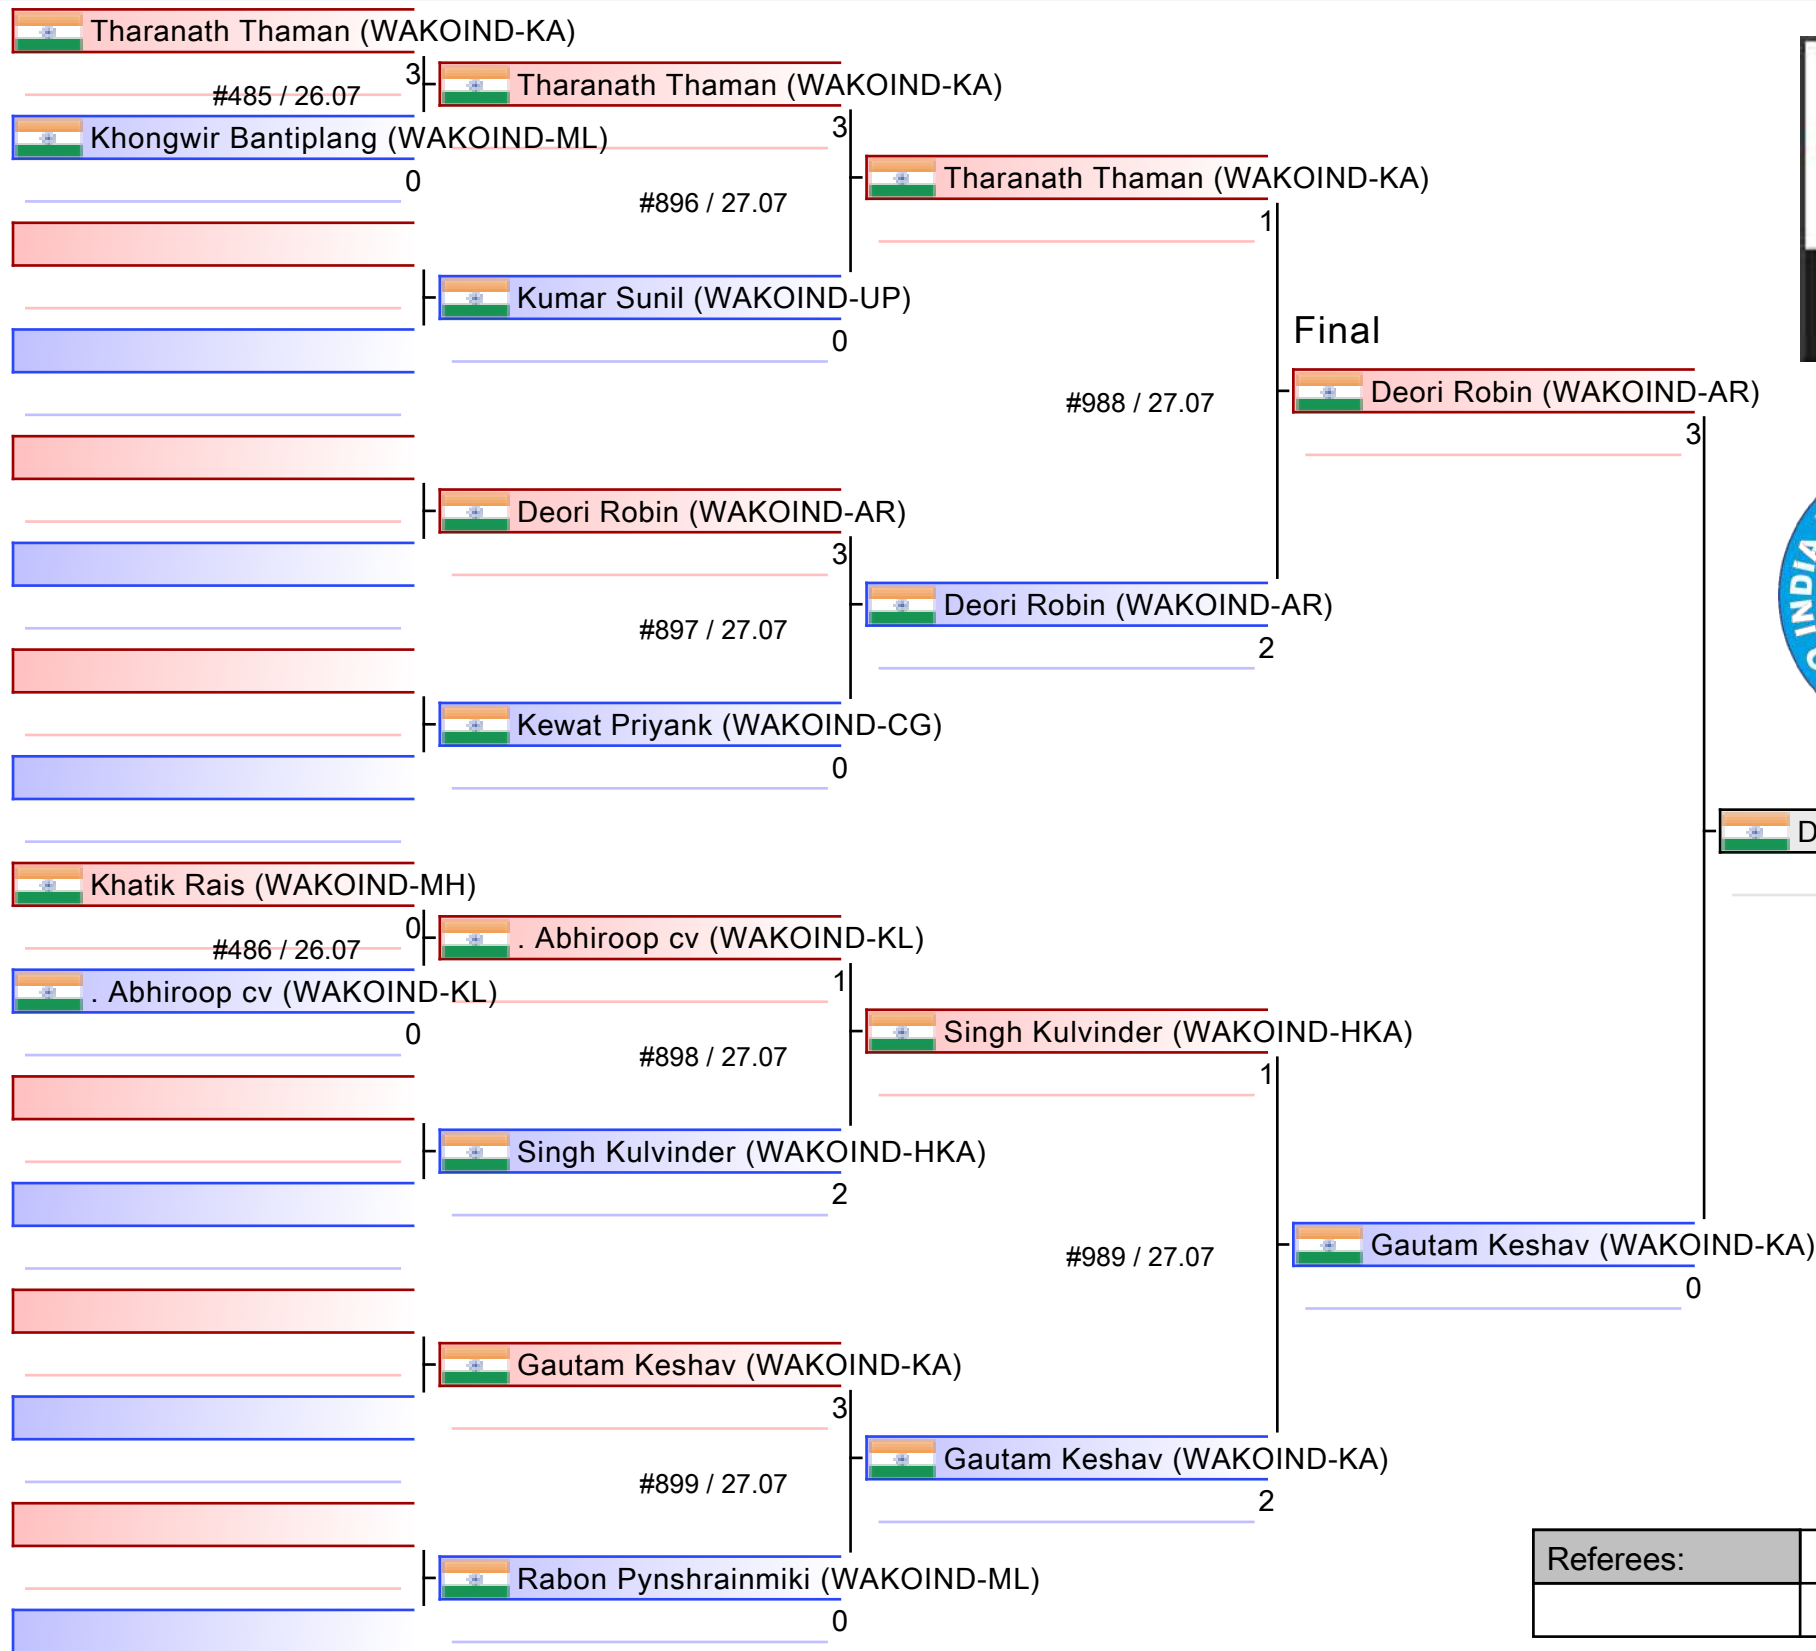 Tharanath Thaman (WAKOIND-KA)
3
#485 / 26.07
Khongwir Bantiplang (WAKOIND-ML)
0
Khatik Rais (WAKOIND-MH)
0
#486 / 26.07
. Abhiroop cv (WAKOIND-KL)
0
Tharanath Thaman (WAKOIND-KA)
3
#896 / 27.07
Kumar Sunil (WAKOIND-UP)
0
Deori Robin (WAKOIND-AR)
3
#897 / 27.07
Kewat Priyank (WAKOIND-CG)
0
. Abhiroop cv (WAKOIND-KL)
1
#898 / 27.07
Singh Kulvinder (WAKOIND-HKA)
2
Gautam Keshav (WAKOIND-KA)
3
#899 / 27.07
Rabon Pynshrainmiki (WAKOIND-ML)
0
Tharanath Thaman (WAKOIND-KA)
1
#988 / 27.07
Deori Robin (WAKOIND-AR)
2
Singh Kulvinder (WAKOIND-HKA)
1
#989 / 27.07
Gautam Keshav (WAKOIND-KA)
2
Final
Deori Robin (WAKOIND-AR)
3
Gautam Keshav (WAKOIND-KA)
0
INDIA
Referees: